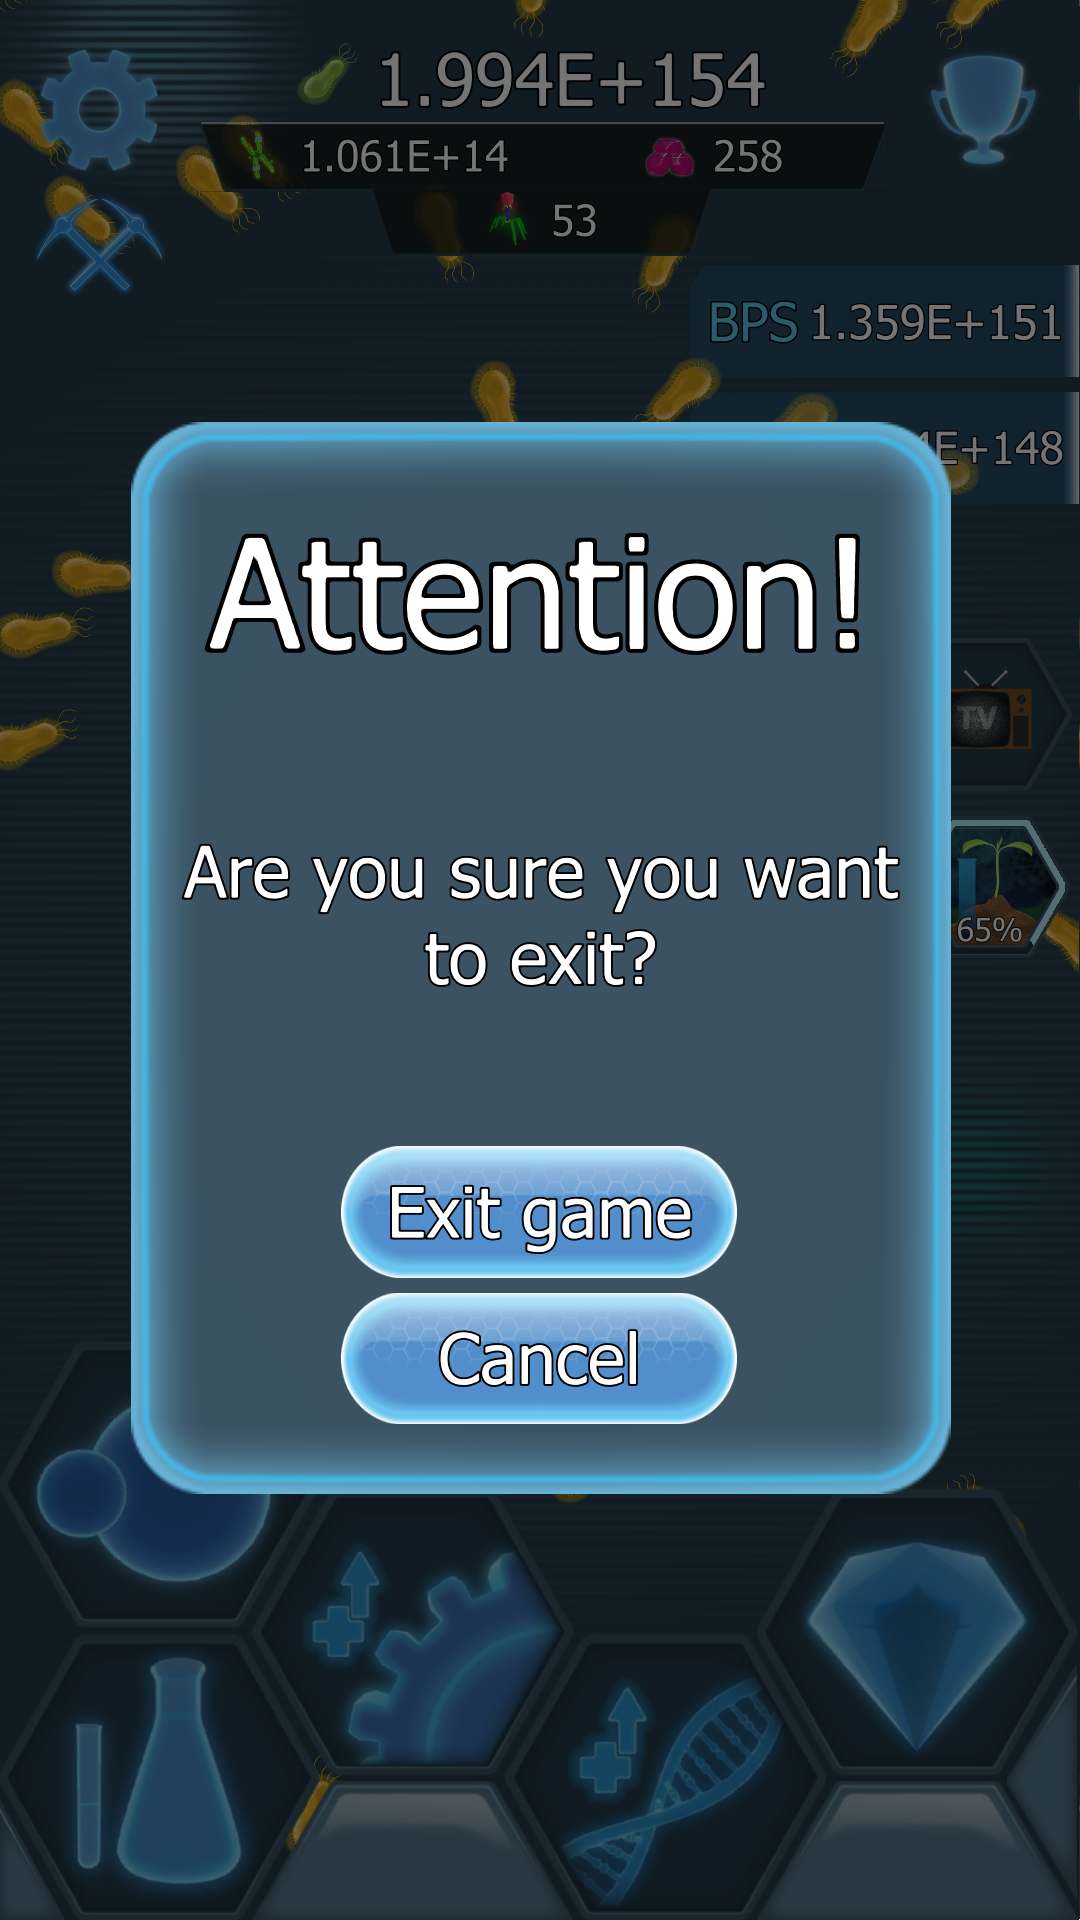 1.994E+154
1.061E+14
258
53
BPS 1.359E+151
4E+148
TV
65%
Attention!
Are you sure you want
to exit?
Exit game
Cancel